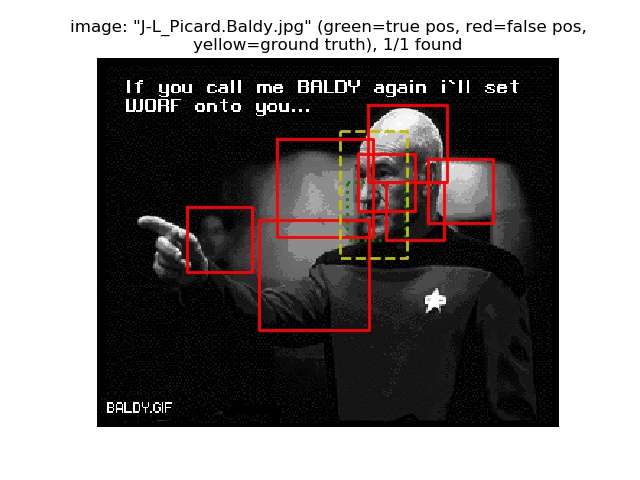 image: "J-L_Picard.Baldy.jpg" (green=true pos, red=false pos,
yellow=ground truth), 1/1 found
If you call me BALDY again i`ll set
WORF onto you...
BALDY.GIF